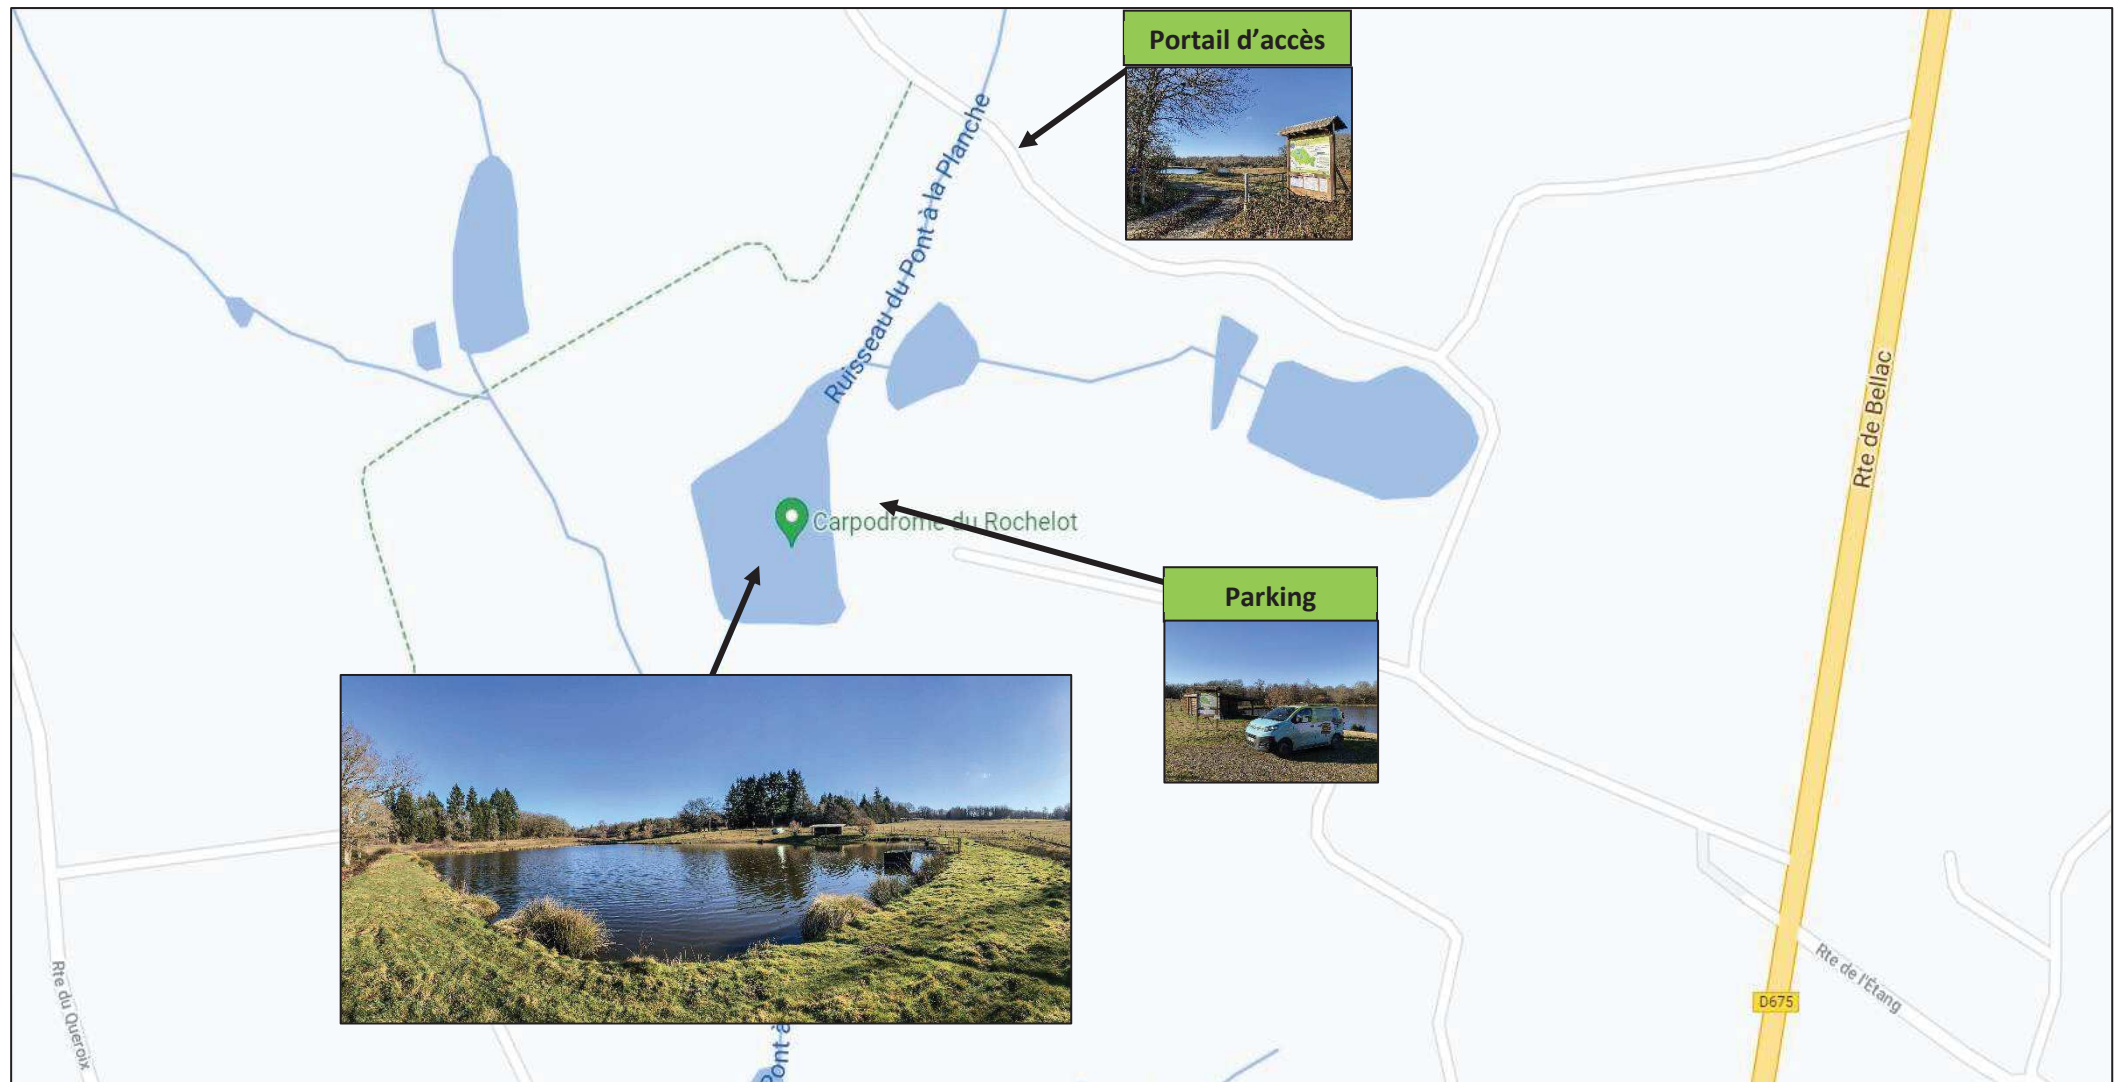 Portail d'accès
Ruisseau du Pont à la Planche
Rte de Bellac
Carpodrome du Rochelot
Parking
Rte du Queroix
Rte de l'Étang
D675
Pont à